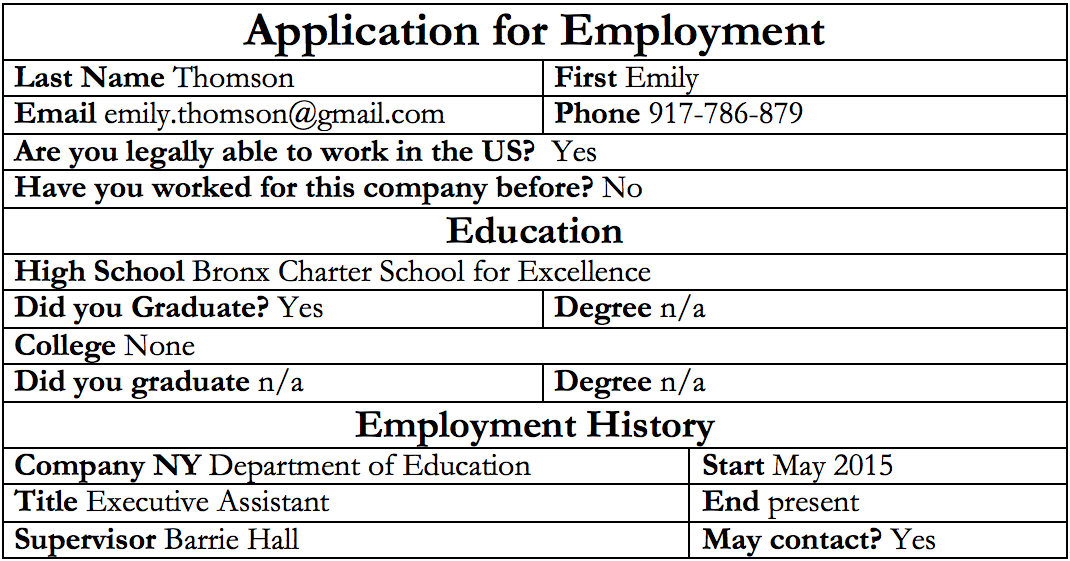 Application for Employment
Last Name Thomson First Emily
Email emily.thomson@gmail.com Phone 917-786-879
Are you legally able to work in the US? Yes
Have you worked for this company before? No
Education
High School Bronx Charter School for Excellence
Did you Graduate? Yes Degree n/a
College None
Did you graduate n/a Degree n/a
Employment History
Company NY Department of Education Start May 2015
Title Executive Assistant End present
Supervisor Barrie Hall May contact? Yes